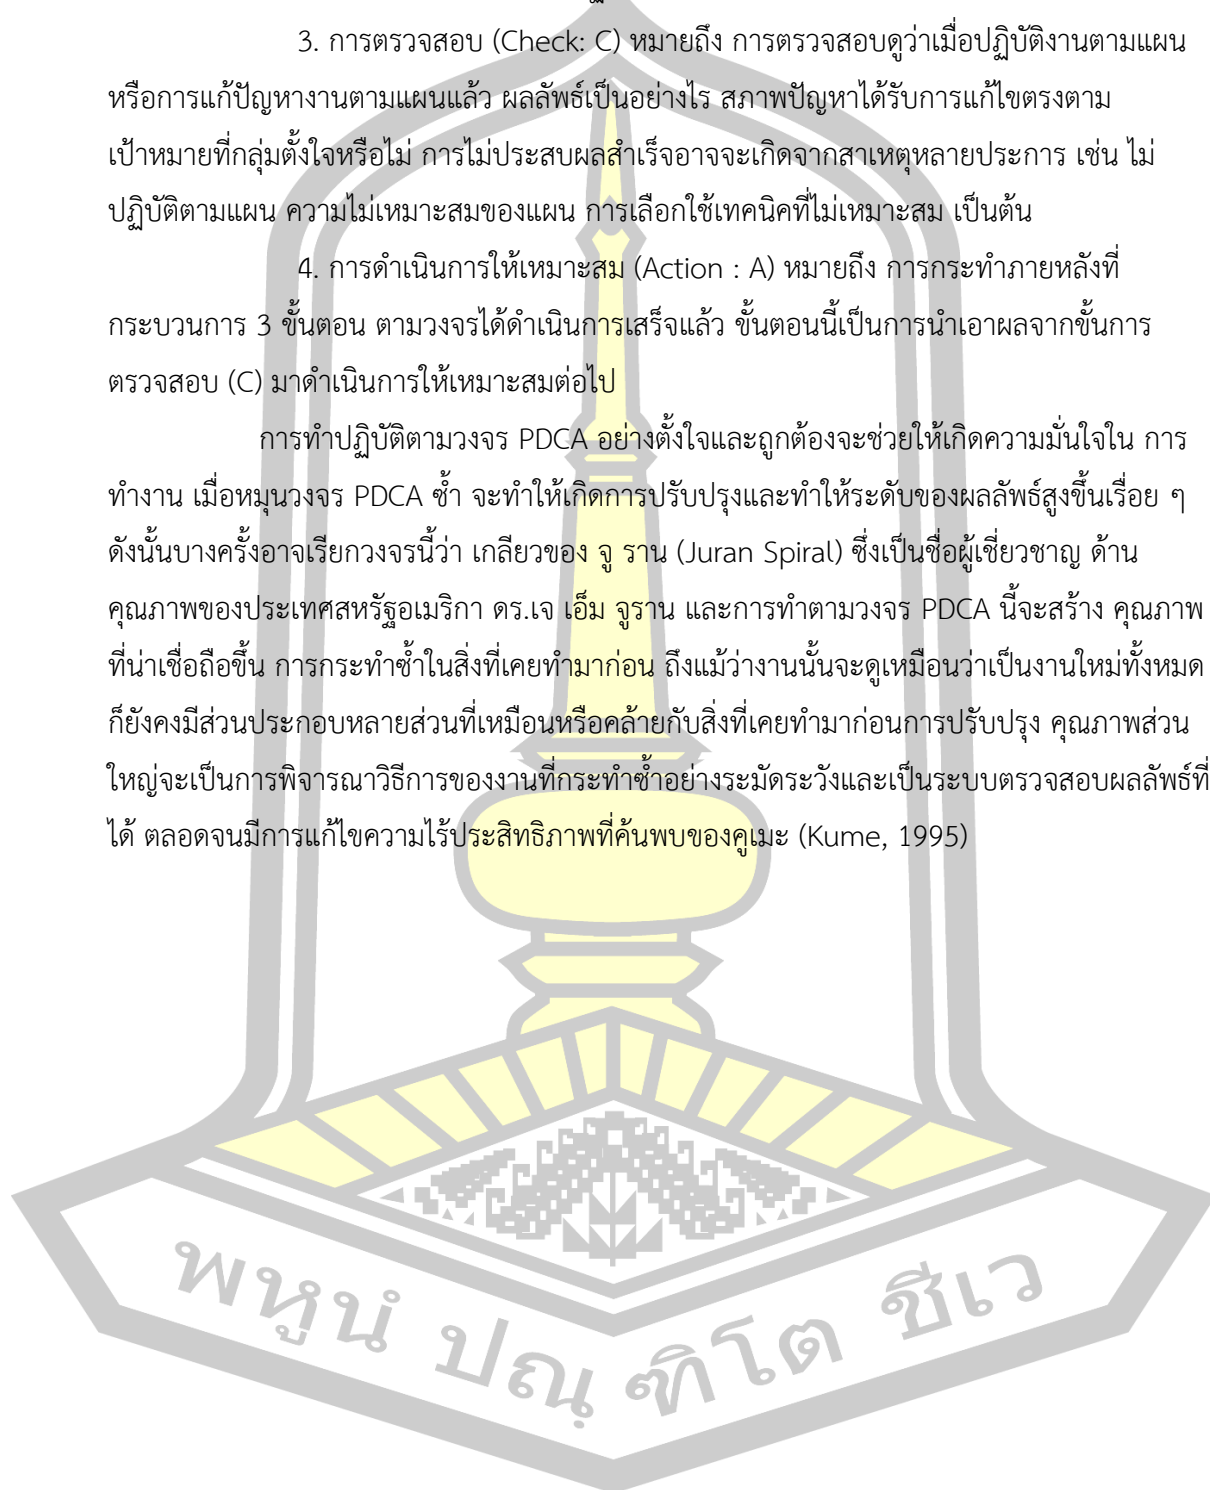 3. การตรวจสอบ (Check: C) หมายถึง การตรวจสอบดูว่าเมื่อปฏิบัติงานตามแผน
หรือการแก้ปัญหางานตามแผนแล้ว ผลลัพธ์เป็นอย่างไร สภาพปัญหาได้รับการแก้ไขตรงตาม
เป้าหมายที่กลุ่มตั้งใจหรือไม่ การไม่ประสบผลสำเร็จอาจจะเกิดจากสาเหตุหลายประการ เช่น ไม่
ปฏิบัติตามแผน ความไม่เหมาะสมของแผน การเลือกใช้เทคนิคที่ไม่เหมาะสม เป็นต้น
4. การดำเนินการให้เหมาะสม (Action : A) หมายถึง การกระทำภายหลังที่
กระบวนการ 3 ขั้นตอน ตามวงจรได้ดำเนินการเสร็จแล้ว ขั้นตอนนี้เป็นการนำเอาผลจากขั้นการ
ตรวจสอบ (C) มาดำเนินการให้เหมาะสมต่อไป
การทำปฏิบัติตามวงจร PDCA อย่างตั้งใจและถูกต้องจะช่วยให้เกิดความมั่นใจใน การ
ทำงาน เมื่อหมุนวงจร PDCA ซ้ำ จะทำให้เกิดการปรับปรุงและทำให้ระดับของผลลัพธ์สูงขึ้นเรื่อย ๆ
ดังนั้นบางครั้งอาจเรียกวงจรนี้ว่า เกลียวของ จู ราน (Juran Spiral) ซึ่งเป็นชื่อผู้เชี่ยวชาญ ด้าน
คุณภาพของประเทศสหรัฐอเมริกา ดร.เจ เอ็ม จูราน และการทำตามวงจร PDCA นี้จะสร้าง คุณภาพ
ที่น่าเชื่อถือขึ้น การกระทำซ้ำในสิ่งที่เคยทำมาก่อน ถึงแม้ว่างานนั้นจะดูเหมือนว่าเป็นงานใหม่ทั้งหมด
ก็ยังคงมีส่วนประกอบหลายส่วนที่เหมือนหรือคล้ายกับสิ่งที่เคยทำมาก่อนการปรับปรุง คุณภาพส่วน
ใหญ่จะเป็นการพิจารณาวิธีการของงานที่กระทำซ้ำอย่างระมัดระวังและเป็นระบบตรวจสอบผลลัพธ์ที่
ได้ ตลอดจนมีการแก้ไขความไร้ประสิทธิภาพที่ค้นพบของคูเมะ (Kume, 1995)
พหูนํ ปณฺ ฑิโต ชีเว